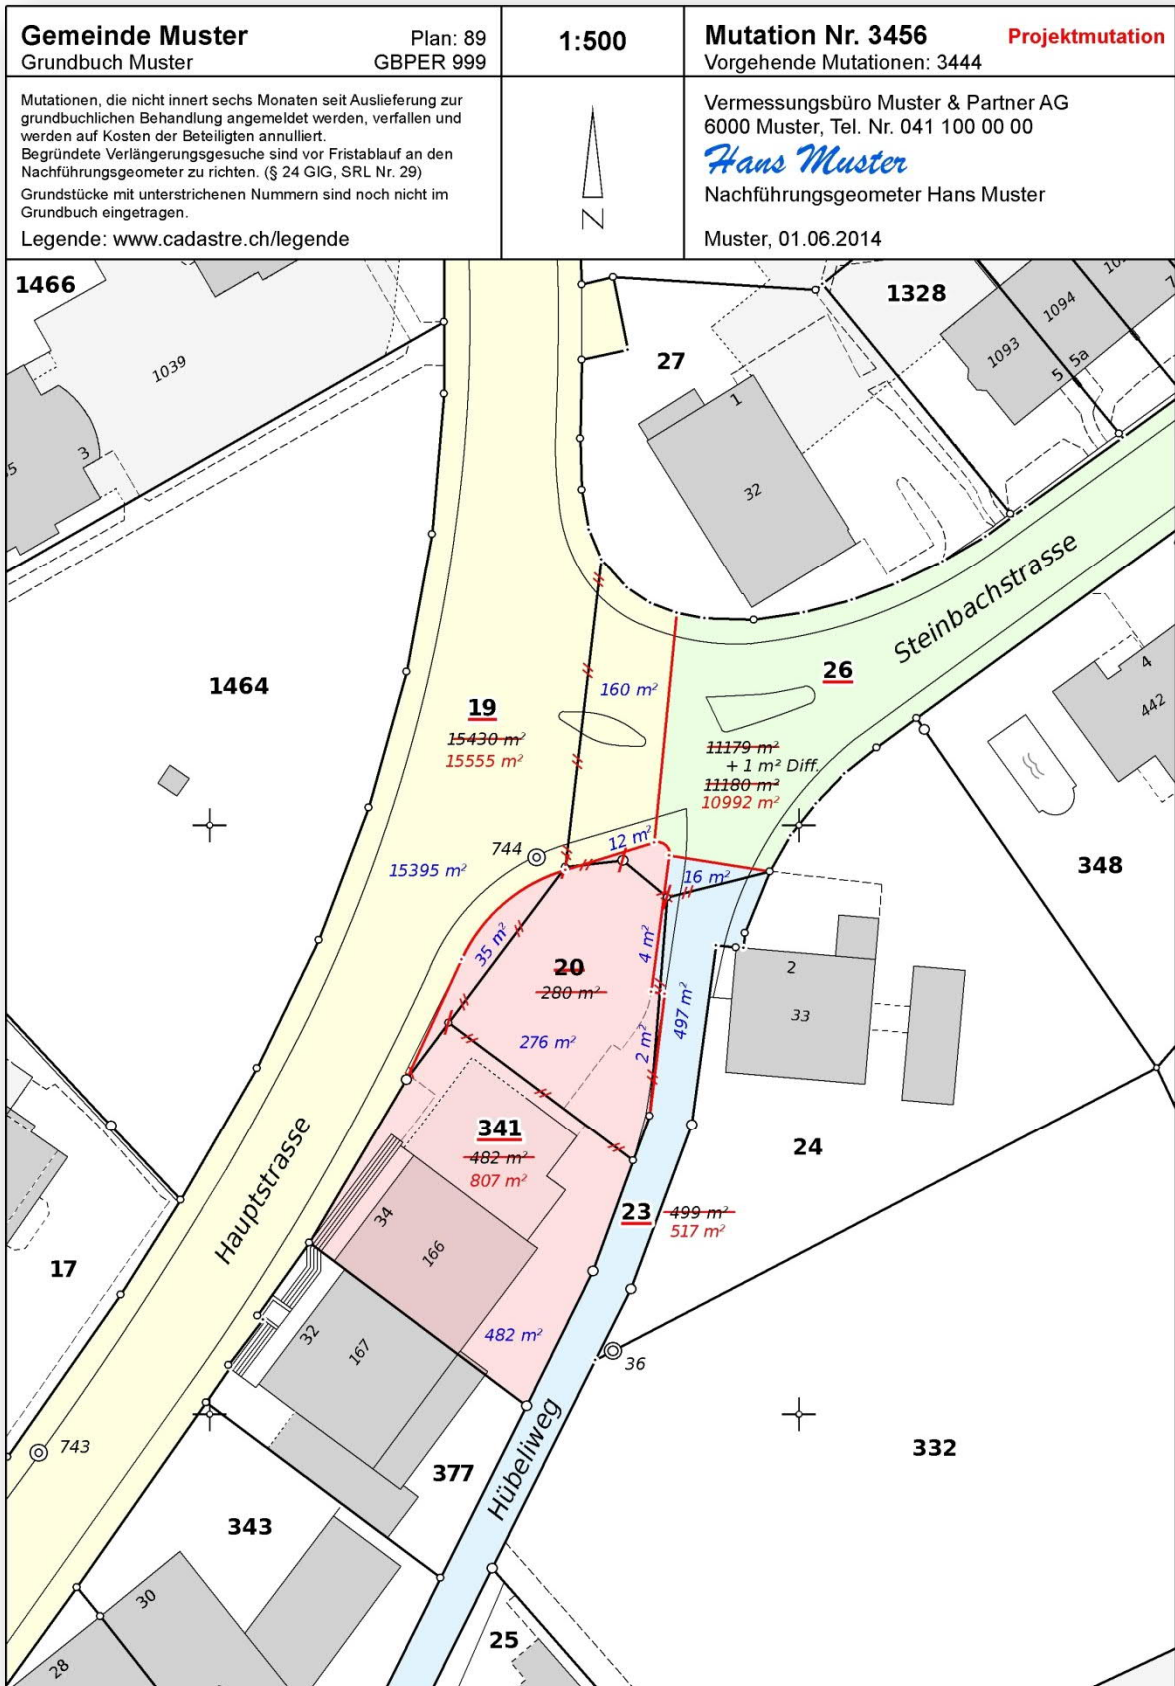 Gemeinde Muster
Plan: 89
Grundbuch Muster
GBPER 999
1:500
Mutation Nr. 3456
Projektmutation
Vorgehende Mutationen: 3444
Mutationen, die nicht innert sechs Monaten seit Auslieferung zur
grundbuchlichen Behandlung angemeldet werden, verfallen und
werden auf Kosten der Beteiligten annulliert.
Begründete Verlängerungsgesuche sind vor Fristablauf an den
Nachführungsgeometer zu richten. (§ 24 GIG, SRL Nr. 29)
Grundstücke mit unterstrichenen Nummern sind noch nicht im
Grundbuch eingetragen.
Legende: www.cadastre.ch/legende
N
Vermessungsbüro Muster & Partner AG
6000 Muster, Tel. Nr. 041 100 00 00
Hans Muster
Nachführungsgeometer Hans Muster
Muster, 01.06.2014
1466
1039
3
27
1328
1094
1093
5
5a
1
32
Steinbachstrasse
1464
19
15430 m²
15555 m²
160 m²
26
11179 m²
+ 1 m² Diff.
11180 m²
10992 m²
4
442
744
12 m²
15395 m²
16 m²
348
35 m²
20
280 m²
4 m²
276 m²
2 m²
497 m²
2
33
341
482 m²
807 m²
24
Hauptstrasse
34
166
23
499 m²
517 m²
17
32
167
482 m²
36
743
377
Hübeliweg
332
343
30
28
25